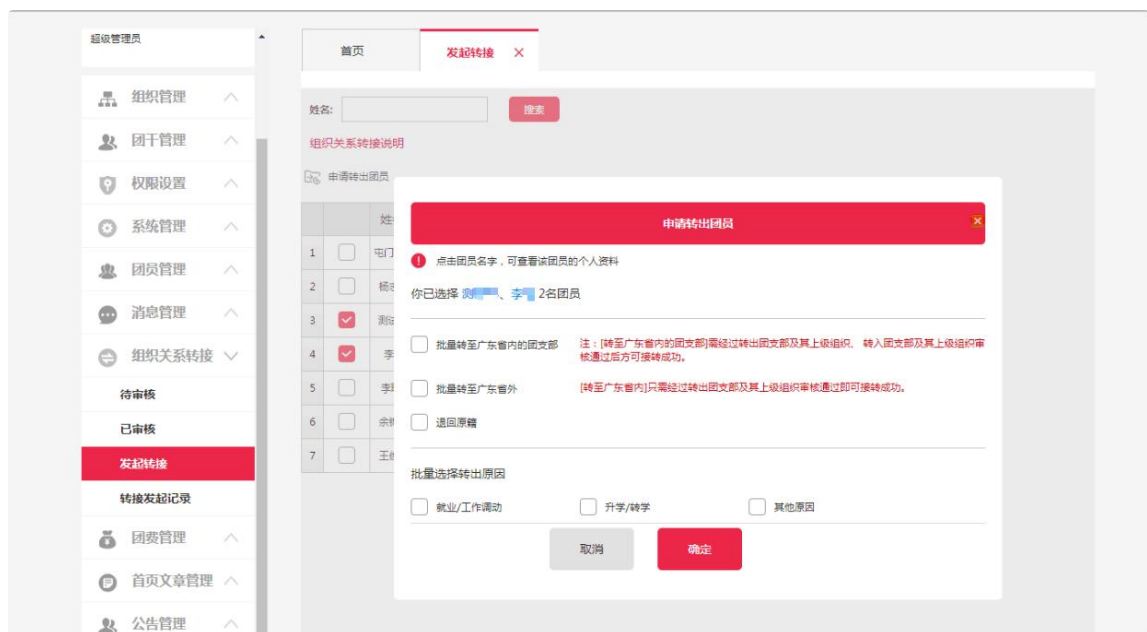 超级管理员
首页
发起转接 ×
组织管理
团干管理
权限设置
系统管理
团员管理
消息管理
组织关系转接
待审核
已审核
发起转接
转接发起记录
团费管理
首页文章管理
公告管理
姓名:
搜索
组织关系转接说明
申请转出团员
姓
1 屯门
2 杨
3 测试
4 李
5 李
6 余
7 王
申请转出团员
点击团员名字，可查看该团员的个人资料
你已选择 测 、李 2名团员
批量转至广东省内的团支部
注：[转至广东省内的团支部]需经过转出团支部及其上级组织、 转入团支部及其上级组织审
核通过后方可接转成功。
批量转至广东省外
[转至广东省内]只需经过转出团支部及其上级组织审核通过即可接转成功。
退回原籍
批量选择转出原因
就业/工作调动
升学/转学
其他原因
取消
确定